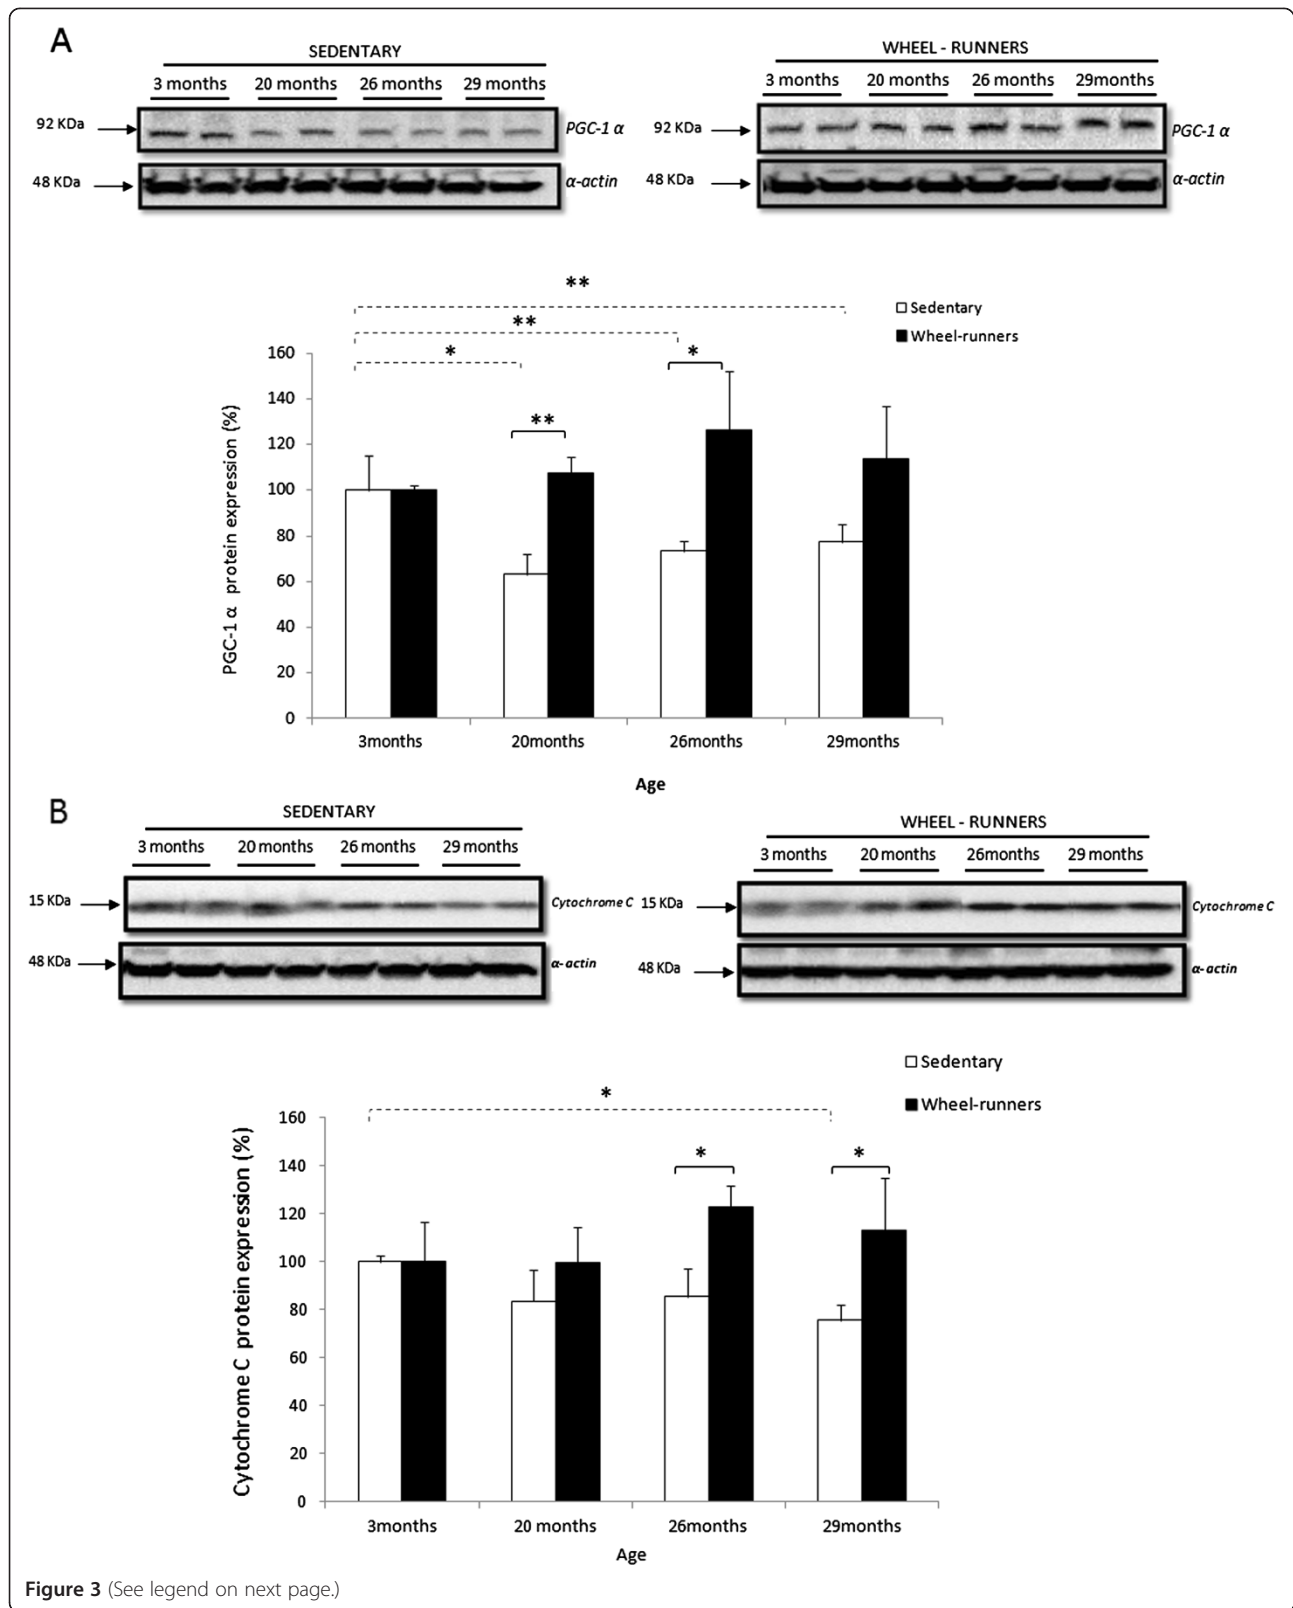 A
SEDENTARY
3 months 20 months 26 months 29 months
92 KDa PGC-1 α
48 KDa α-actin
WHEEL - RUNNERS
3 months 20 months 26 months 29months
92 KDa PGC-1 α
48 KDa α-actin
**
**
*
*
**
Sedentary
Wheel-runners
PGC-1 α protein expression (%)
160
140
120
100
80
60
40
20
0
3months 20months 26months 29months
Age
B
SEDENTARY
3 months 20 months 26 months 29 months
15 KDa Cytochrome C
48 KDa α-actin
WHEEL - RUNNERS
3 months 20 months 26months 29 months
15 KDa Cytochrome C
48 KDa α-actin
Sedentary
Wheel-runners
*
*
*
Cytochrome C protein expression (%)
160
140
120
100
80
60
40
20
0
3months 20 months 26months 29months
Age
Figure 3 (See legend on next page.)